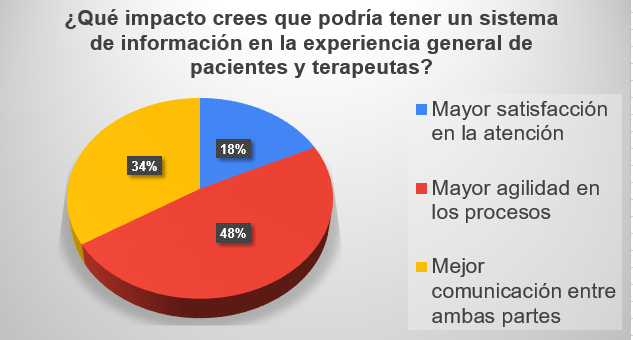 ¿Qué impacto crees que podría tener un sistema
de información en la experiencia general de
pacientes y terapeutas?
18%
34%
48%
Mayor satisfacción
en la atención
Mayor agilidad en
los procesos
Mejor
comunicación entre
ambas partes